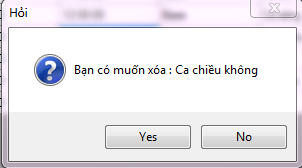 Hỏi
Bạn có muốn xóa : Ca chiều không
Yes
No